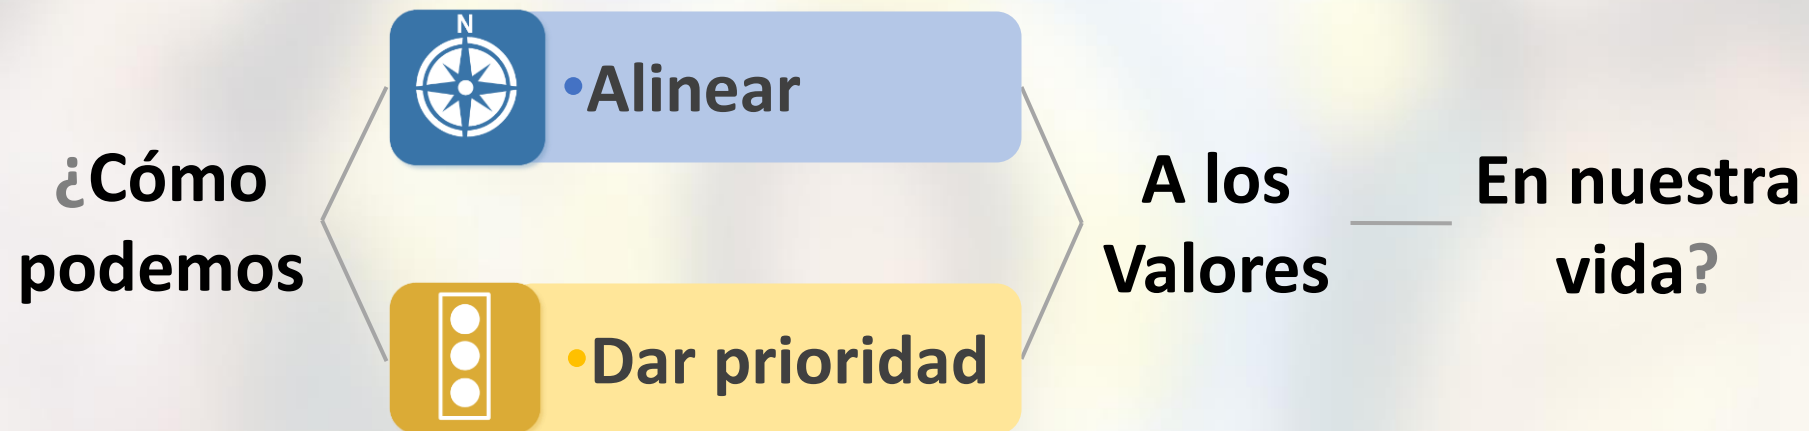 ¿Cómo
podemos
N
•Alinear
•Dar prioridad
A los
Valores
En nuestra
vida?